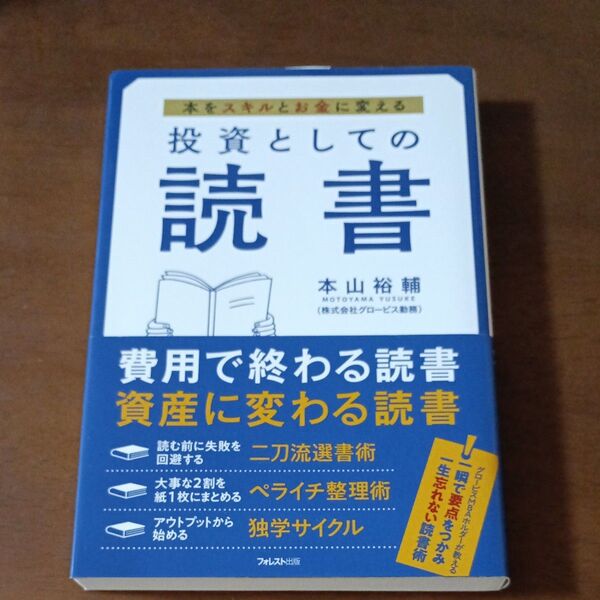 本をスキルとお金に変える
投資としての
読書
本山裕輔
MOTOYAMA YUSUKE
(株式会社グロービス勤務)
費用で終わる読書
資産に変わる読書
読む前に失敗を
回避する
二刀流選書術
大事な2割を
紙1枚にまとめる
ペライチ整理術
アウトプットから
始める
独学サイクル
グロービスMBAホルダーが教える
一瞬で要点をつかみ
一生忘れない読書術!
フォレスト出版